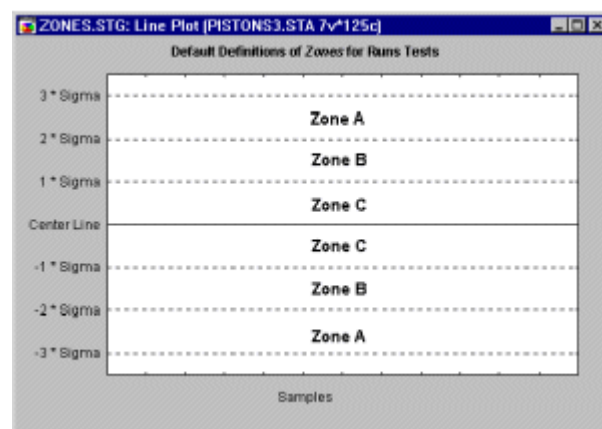 ZONES.STG: Line Plot (PISTONS3.STA 7v*125c)
Default Definitions of Zones for Runs Tests
3 * Sigma
Zone A
2 * Sigma
Zone B
1 * Sigma
Zone C
Center Line
Zone C
-1 * Sigma
Zone B
-2 * Sigma
Zone A
-3 * Sigma
Samples